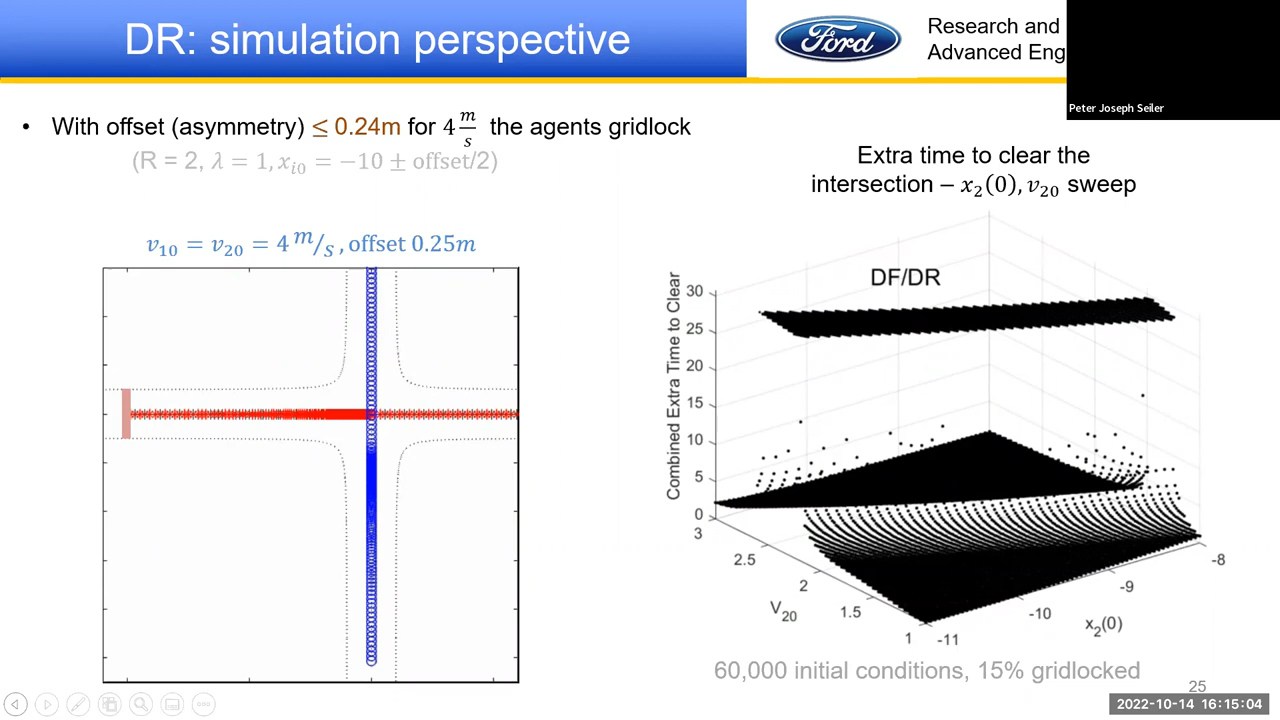 DR: simulation perspective
Ford
Research and
Advanced Eng
Peter Joseph Seiler
• With offset (asymmetry) ≤ 0.24m for 4 m/s the agents gridlock
(R = 2, λ = 1, x_i0 = −10 ± offset/2)
Extra time to clear the
intersection – x₂(0), v₂₀ sweep
v₁₀ = v₂₀ = 4 m/s, offset 0.25m
DF/DR
Combined Extra Time to Clear
30
25
20
15
10
5
0
3
2.5
2
1.5
1
V₂₀
-11
-10
-9
-8
x₂(0)
60,000 initial conditions, 15% gridlocked
25
2022-10-14 16:15:04